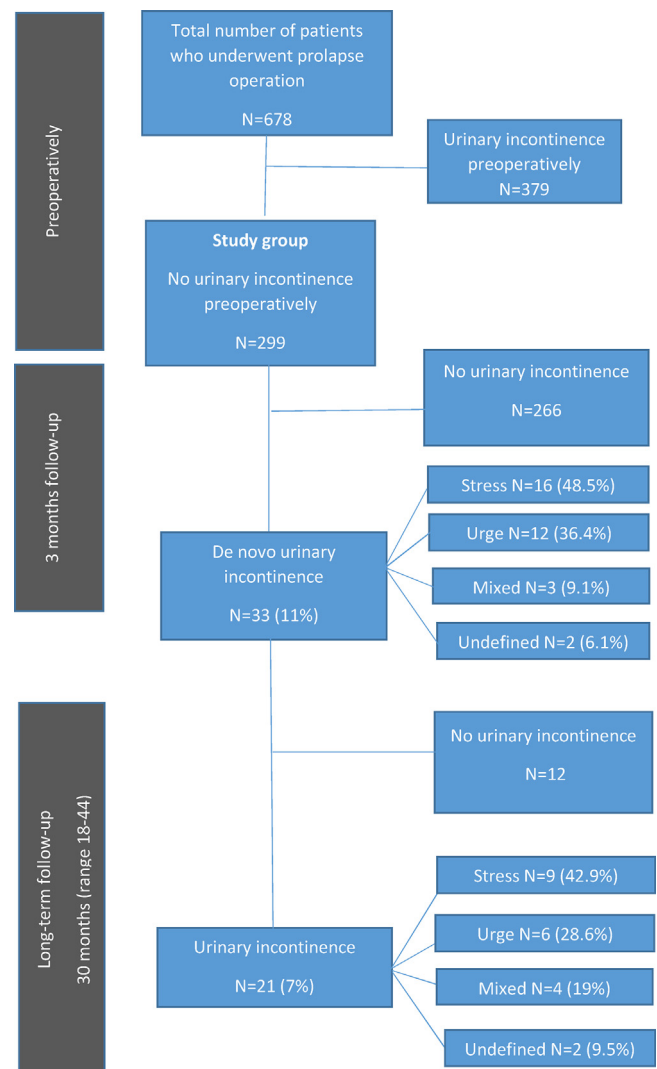 Preoperatively
Total number of patients
who underwent prolapse
operation
N=678
Urinary incontinence
preoperatively
N=379
Study group
No urinary incontinence
preoperatively
N=299
3 months follow-up
No urinary incontinence
N=266
De novo urinary
incontinence
N=33 (11%)
Stress N=16 (48.5%)
Urge N=12 (36.4%)
Mixed N=3 (9.1%)
Undefined N=2 (6.1%)
Long-term follow-up
30 months (range 18-44)
No urinary incontinence
N=12
Urinary incontinence
N=21 (7%)
Stress N=9 (42.9%)
Urge N=6 (28.6%)
Mixed N=4 (19%)
Undefined N=2 (9.5%)